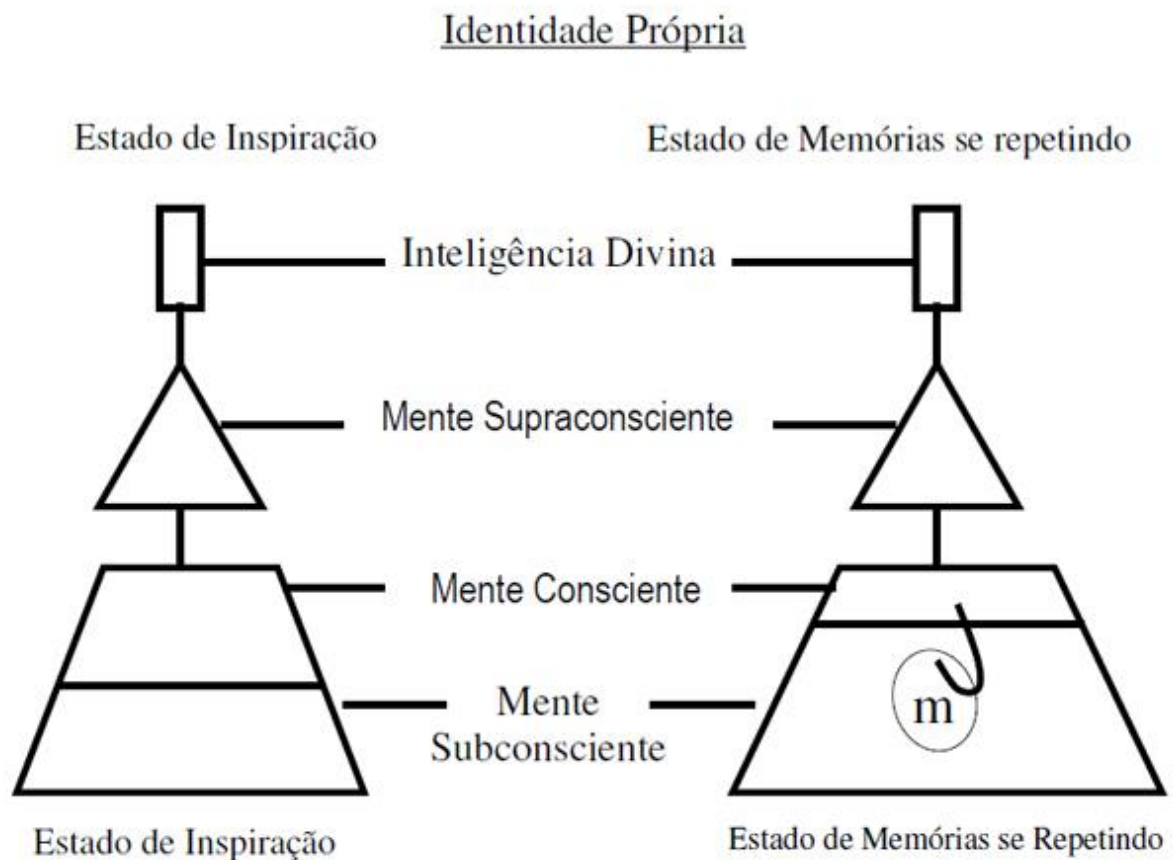 Identidade Própria
Estado de Inspiração
Estado de Memórias se repetindo
Inteligência Divina
Mente Supraconsciente
Mente Consciente
Mente
Subconsciente
m
Estado de Inspiração
Estado de Memórias se Repetindo